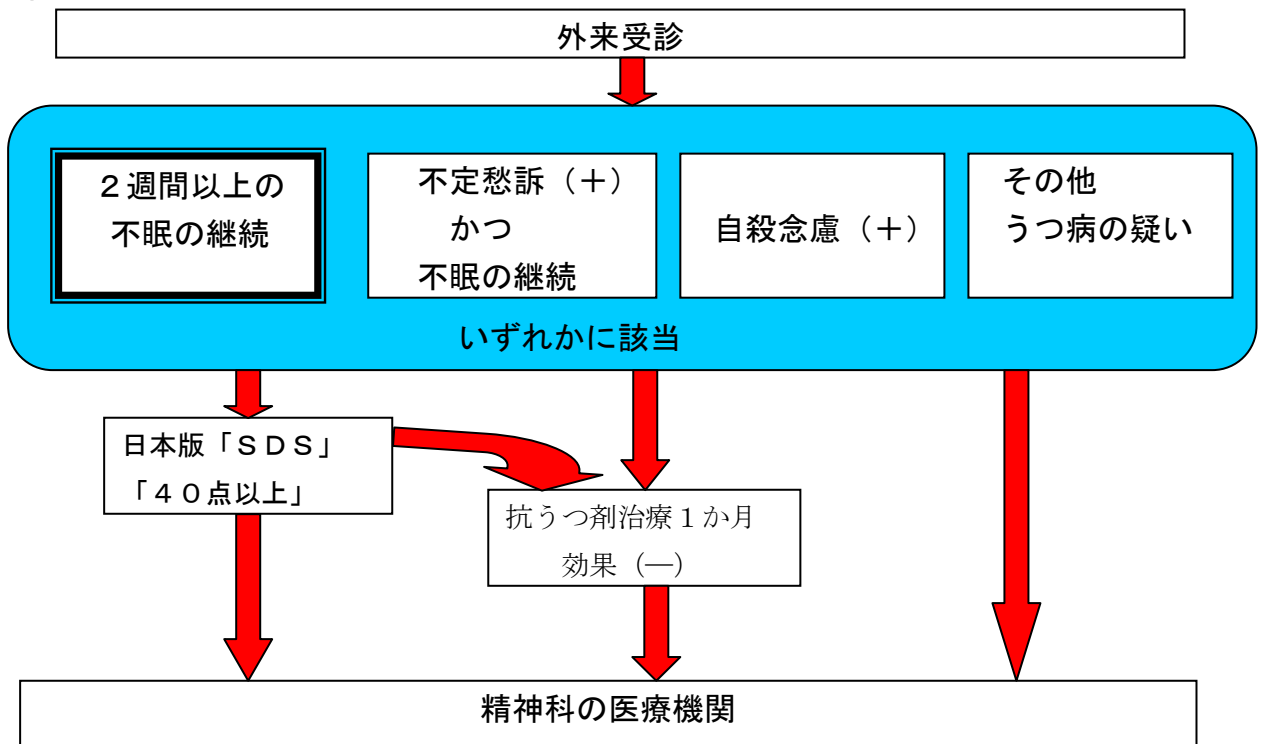 外来受診
２週間以上の
不眠の継続
不定愁訴（＋）
かつ
不眠の継続
自殺念慮（＋）
その他
うつ病の疑い
いずれかに該当
日本版「ＳＤＳ」
「４０点以上」
抗うつ剤治療１か月
効果（―）
精神科の医療機関